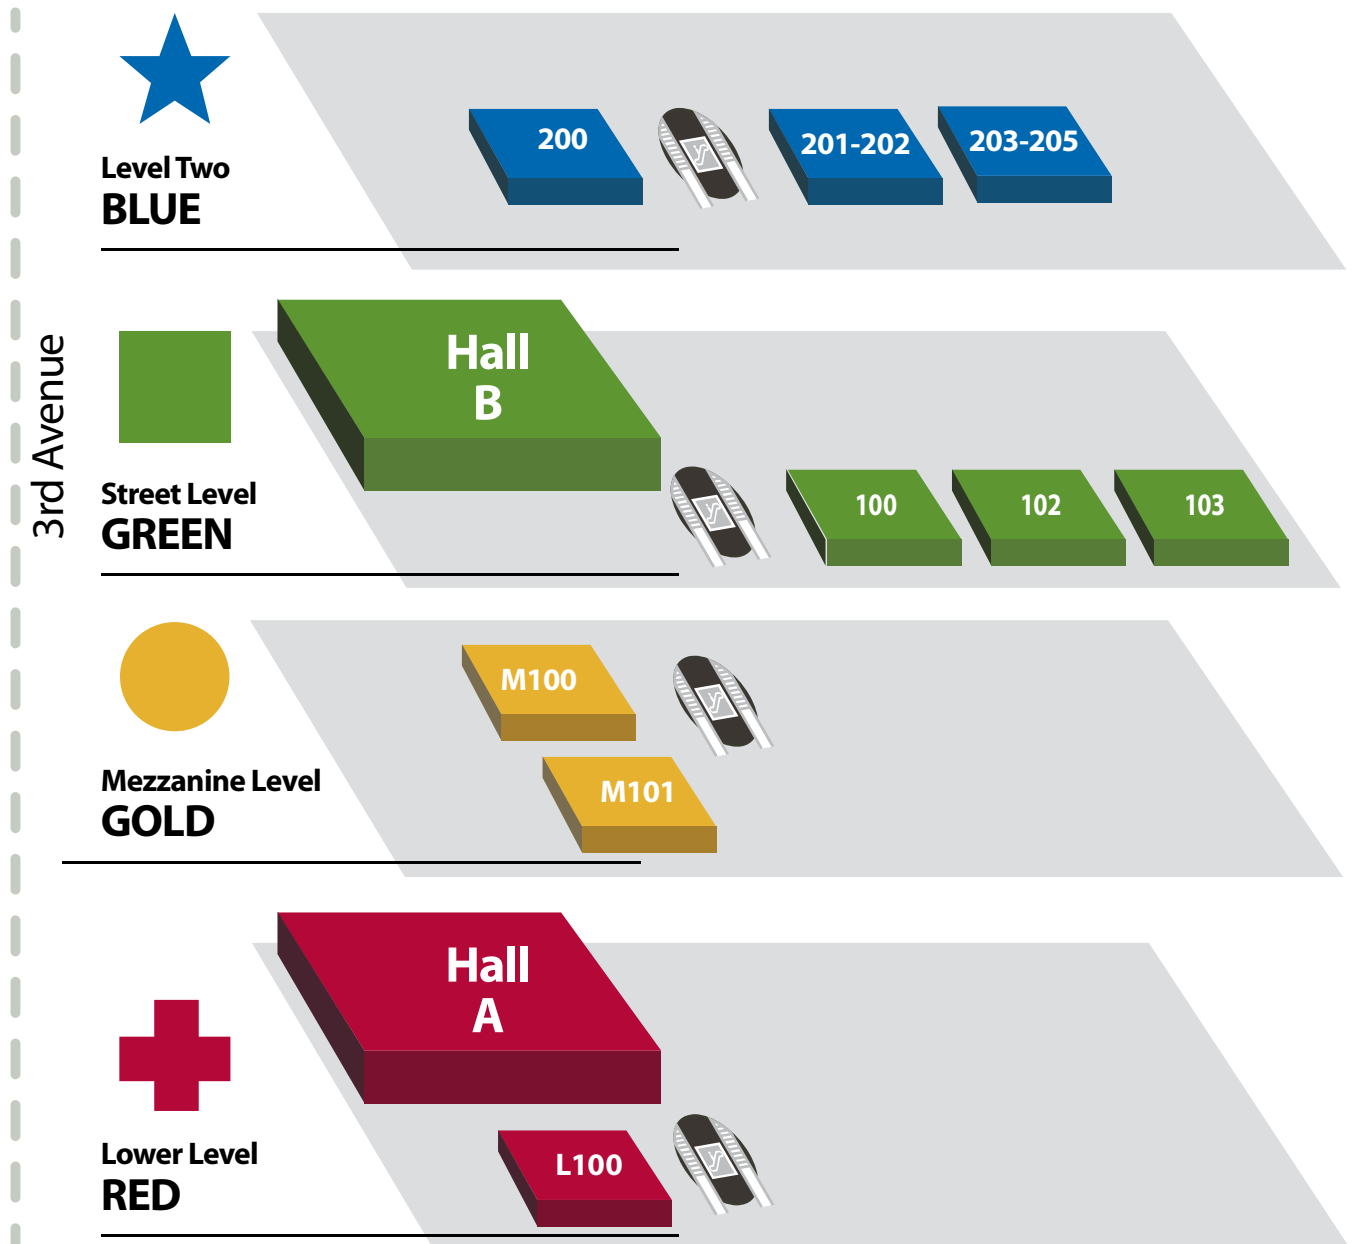 200
201-202
203-205
Level Two
BLUE
3rd Avenue
Hall
B
Street Level
GREEN
100
102
103
M100
M101
Mezzanine Level
GOLD
Hall
A
Lower Level
RED
L100